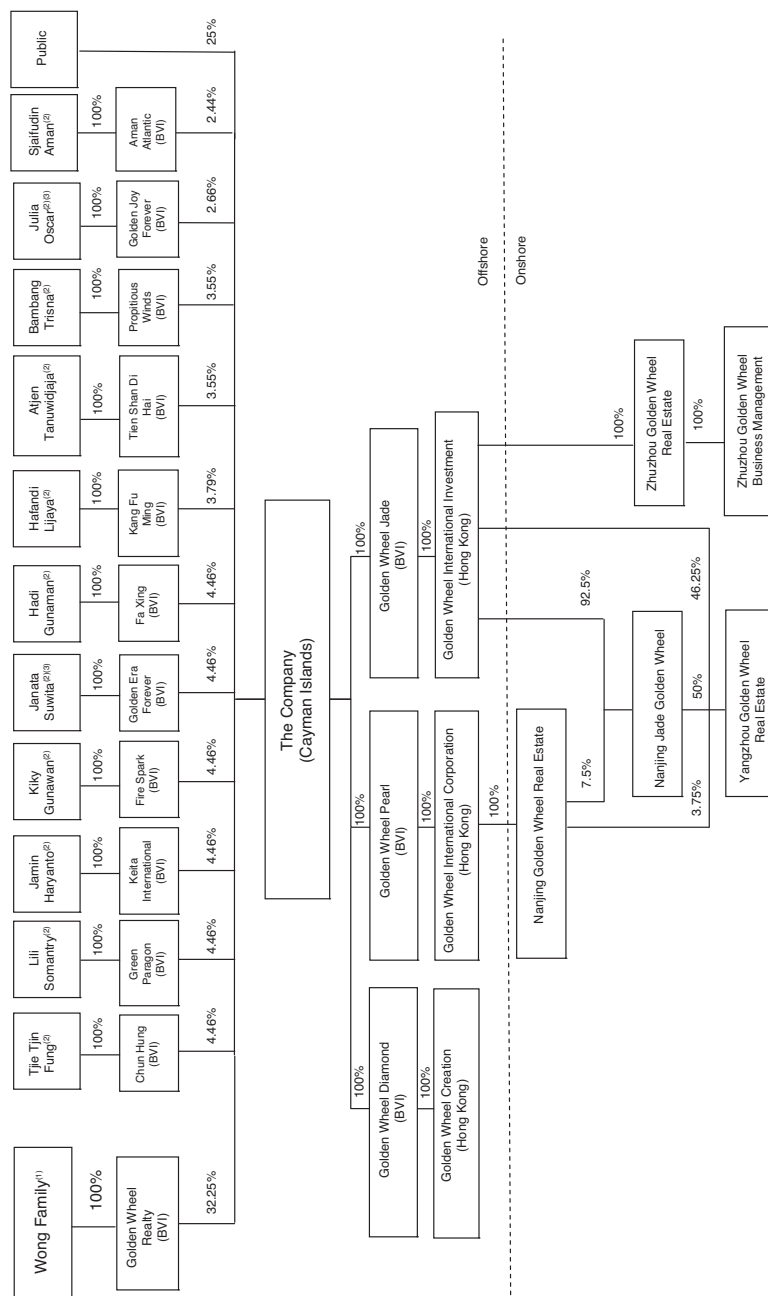 Wong Family(1)
Tjie Tjin
Fung(2)
Lili
Somantry(2)
Jamin
Haryanto(2)
Kiky
Gunawan(2)
Janata
Suwita(2)(3)
Hadi
Gunaman(2)
Hafandi
Lijaya(2)
Atjen
Tanuwidjaja(2)
Bambang
Trisna(2)
Julia
Oscar(2)(3)
Sjaifudin
Aman(2)
Public
100%
100%
100%
100%
100%
100%
100%
100%
100%
100%
100%
100%
Golden Wheel
Realty
(BVI)
Chun Hung
(BVI)
Green
Paragon
(BVI)
Keita
International
(BVI)
Fire Spark
(BVI)
Golden Era
Forever
(BVI)
Fa Xing
(BVI)
Kang Fu
Ming
(BVI)
Tien Shan Di
Hai
(BVI)
Propitious
Winds
(BVI)
Golden Joy
Forever
(BVI)
Aman
Atlantic
(BVI)
32.25%
4.46%
4.46%
4.46%
4.46%
4.46%
4.46%
3.79%
3.55%
3.55%
2.66%
2.44%
25%
The Company
(Cayman Islands)
100%
100%
100%
Golden Wheel Diamond
(BVI)
Golden Wheel Pearl
(BVI)
Golden Wheel Jade
(BVI)
100%
100%
100%
Golden Wheel Creation
(Hong Kong)
Golden Wheel International Corporation
(Hong Kong)
Golden Wheel International Investment
(Hong Kong)
Offshore
Onshore
100%
Nanjing Golden Wheel Real Estate
7.5%
92.5%
100%
Nanjing Jade Golden Wheel
Zhuzhou Golden Wheel
Real Estate
3.75%
50%
46.25%
100%
Yangzhou Golden Wheel
Real Estate
Zhuzhou Golden Wheel
Business Management